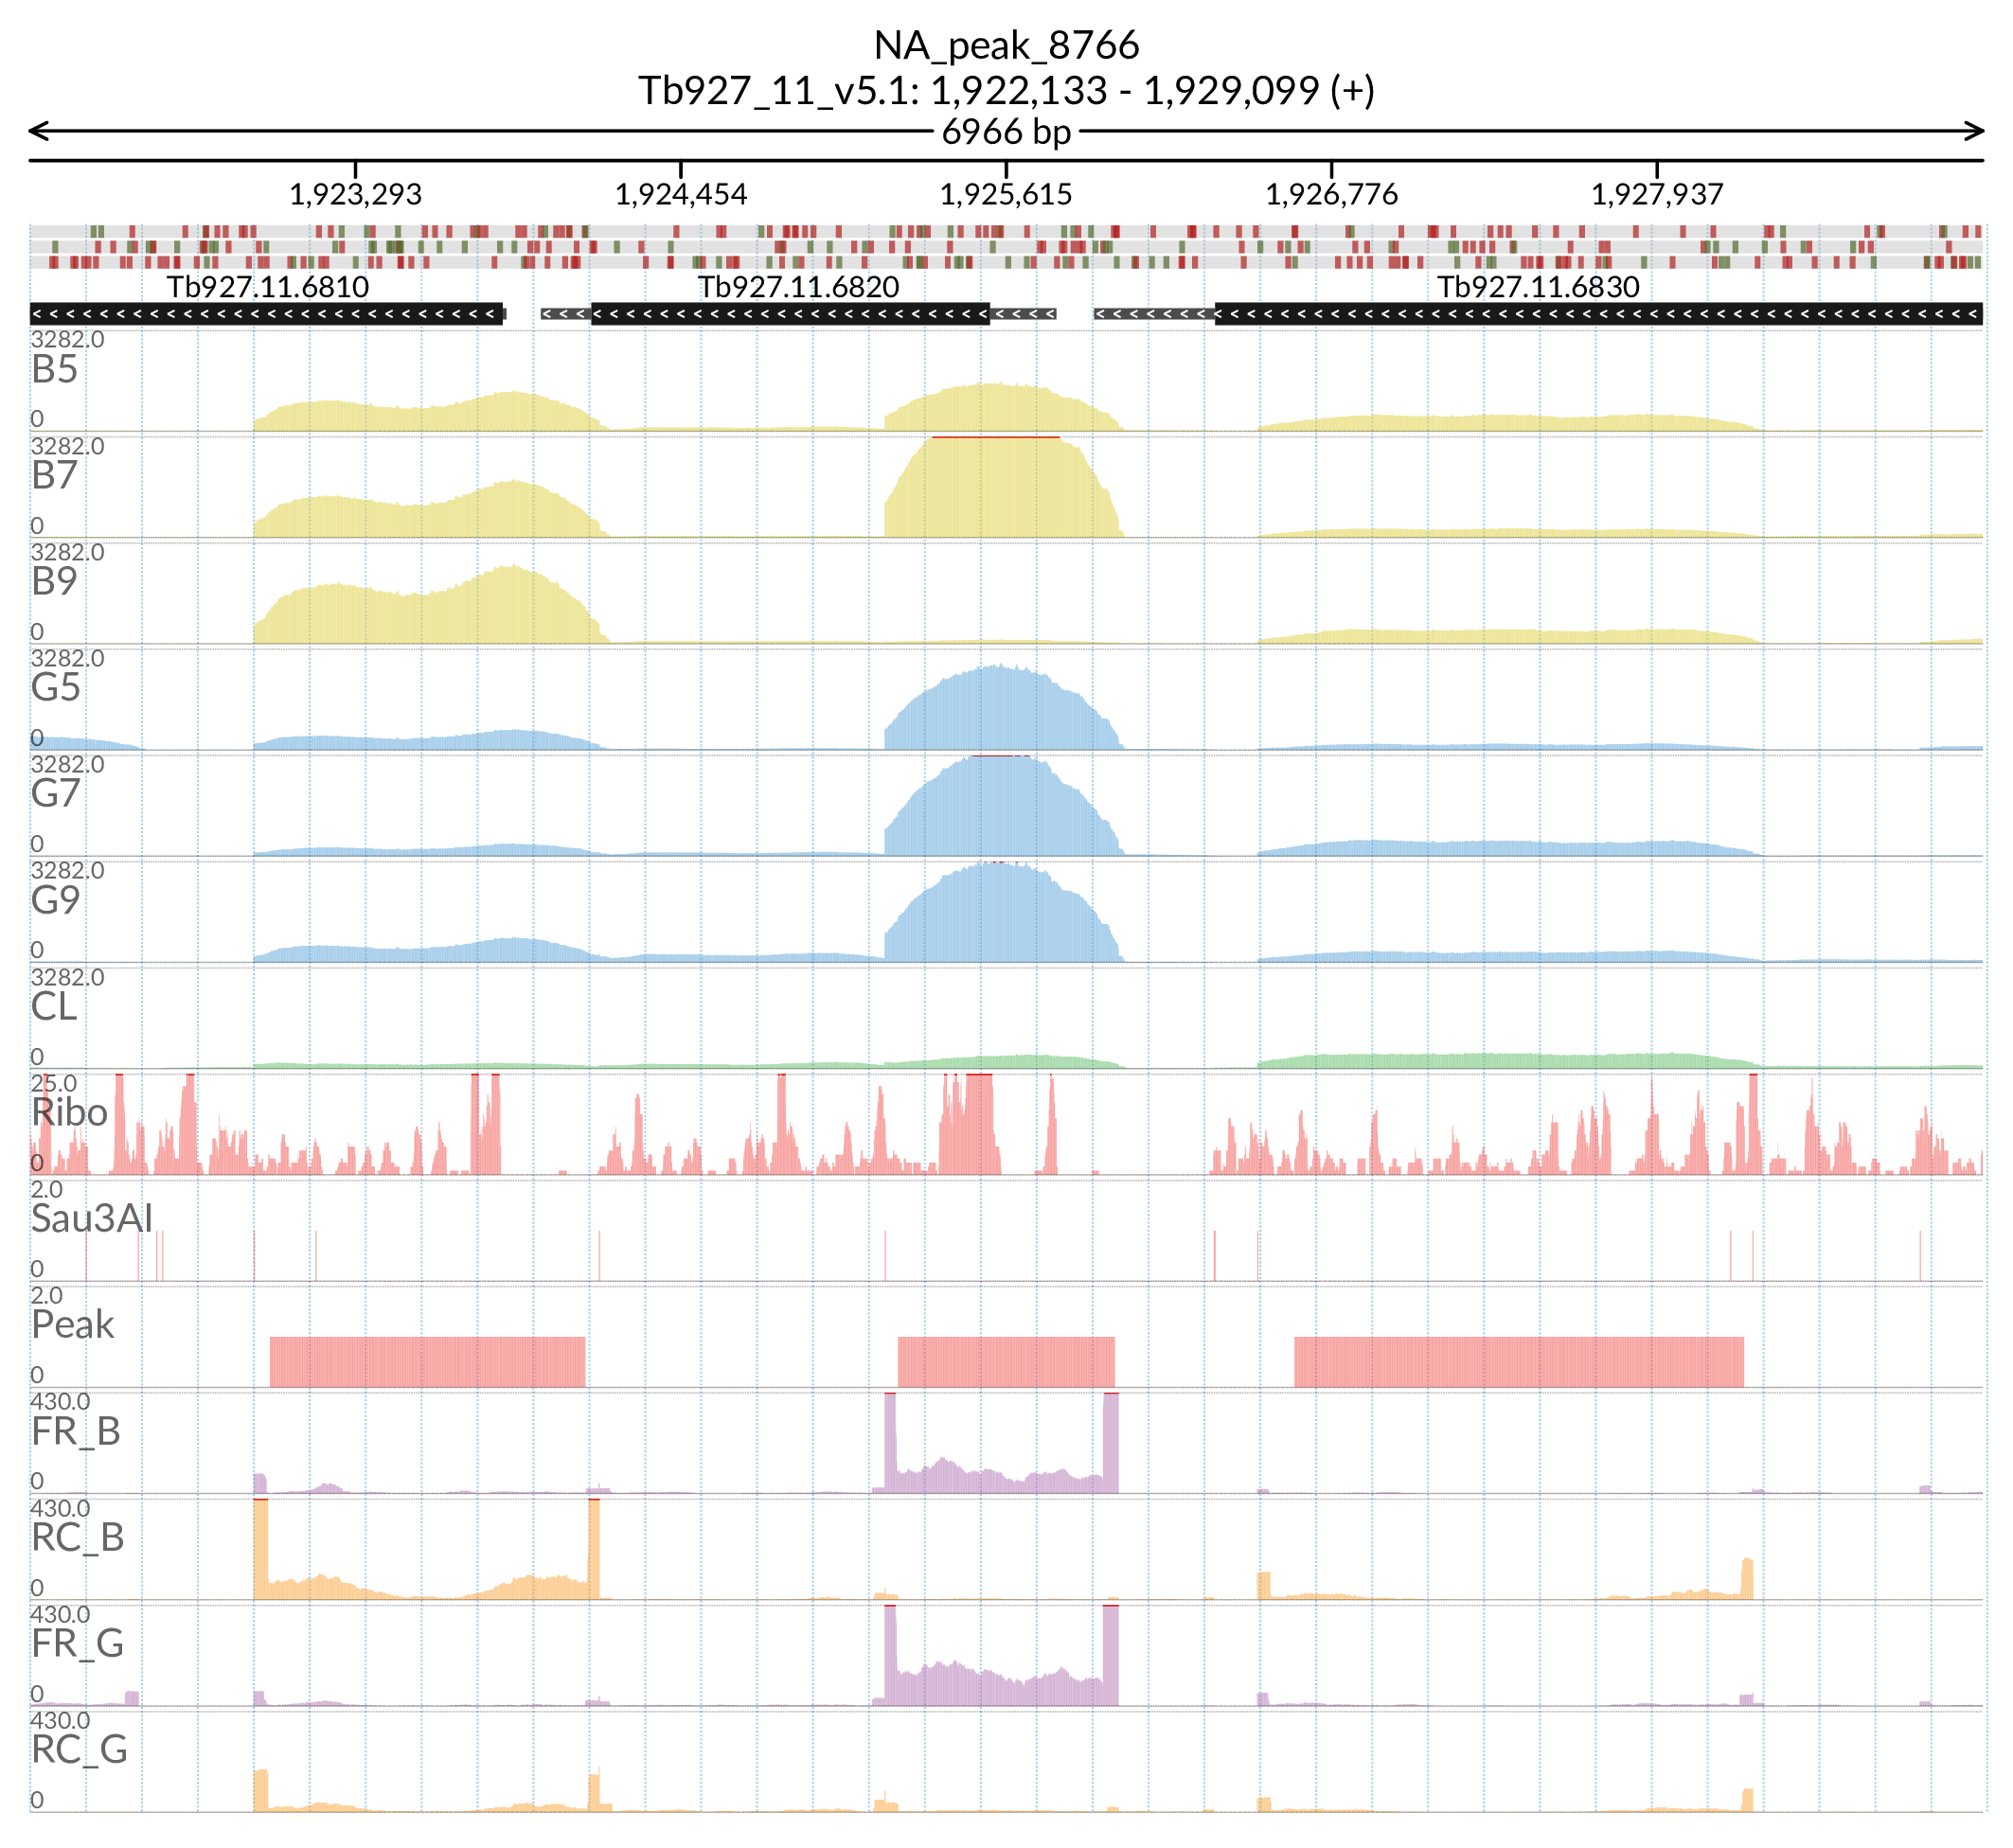 NA_peak_8766
Tb927_11_v5.1: 1,922,133 - 1,929,099 (+)
6966 bp
1,923,293 1,924,454 1,925,615 1,926,776 1,927,937
Tb927.11.6810 Tb927.11.6820 Tb927.11.6830
3282.0
B5
0
3282.0
B7
0
3282.0
B9
0
3282.0
G5
0
3282.0
G7
0
3282.0
G9
0
3282.0
CL
0
25.0
Ribo
0
2.0
Sau3AI
0
2.0
Peak
0
430.0
FR_B
0
430.0
RC_B
0
430.0
FR_G
0
430.0
RC_G
0